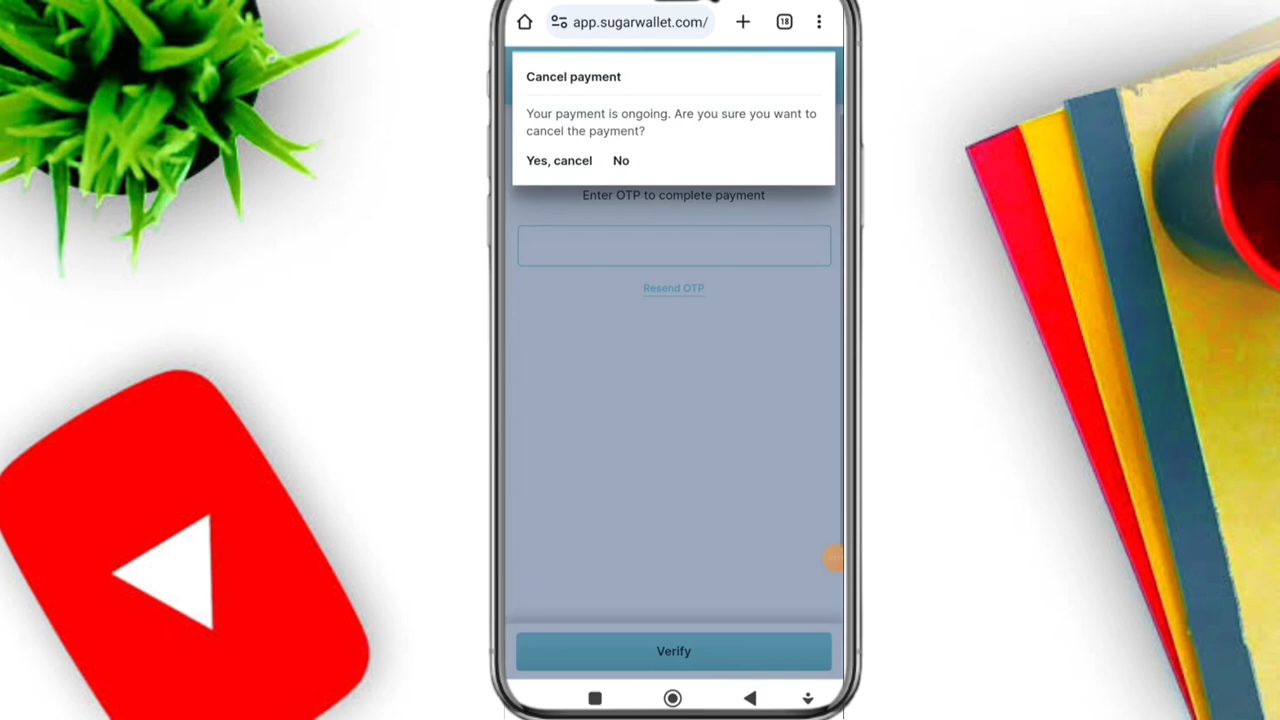 app.sugarwallet.com/
18
Cancel payment
Your payment is ongoing. Are you sure you want to
cancel the payment?
Yes, cancel No
Enter OTP to complete payment
Resend OTP
Verify